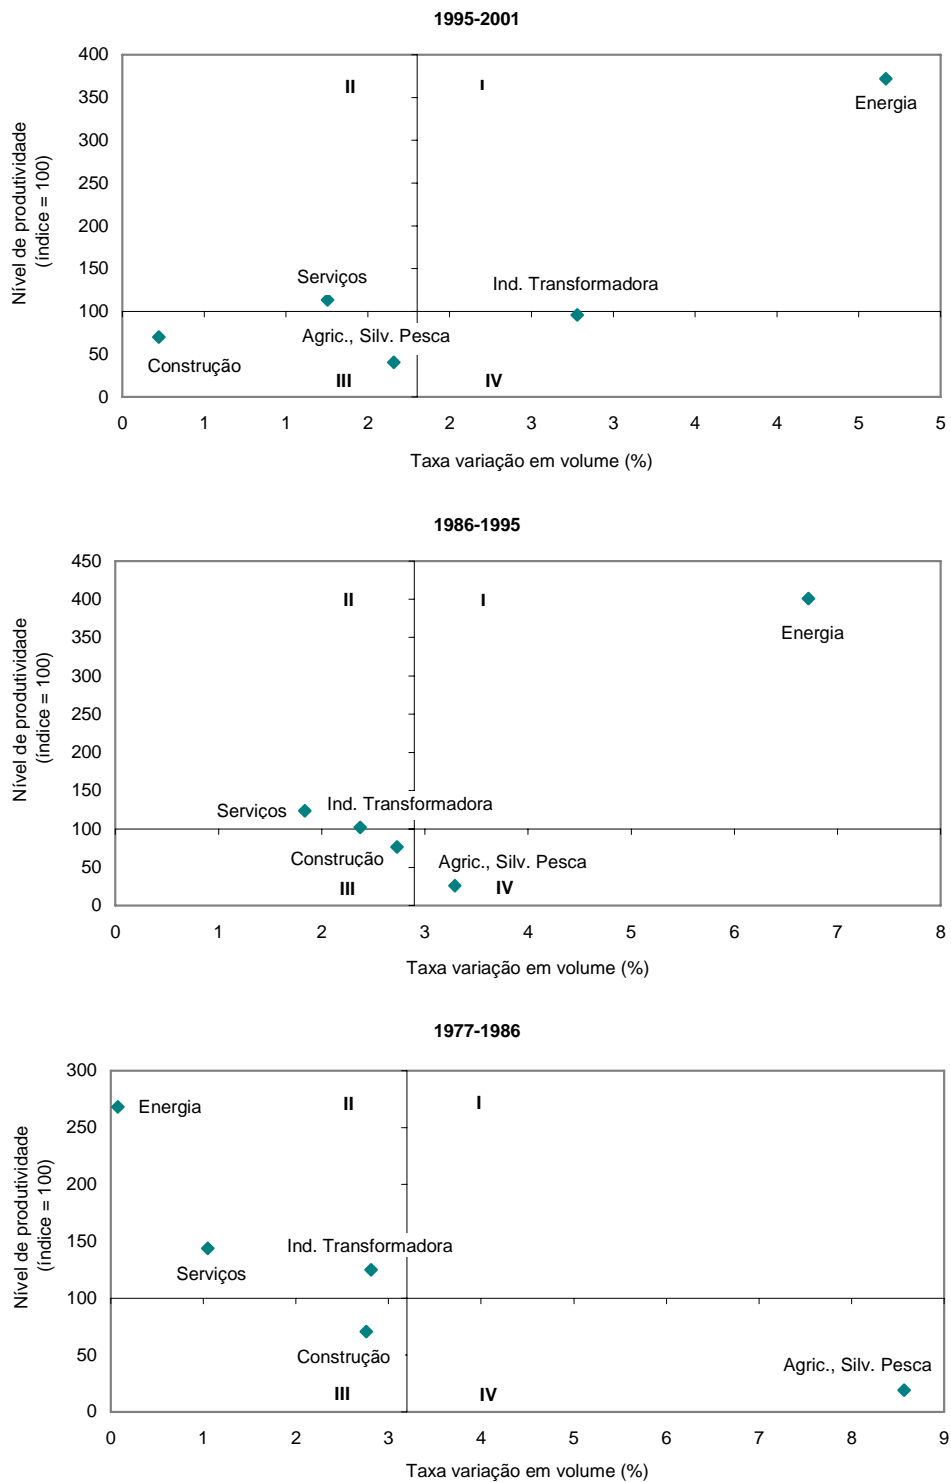 1995-2001
Nível de produtividade
(índice = 100)
400
350
300
250
200
150
100
50
0
II
I
Energia
Serviços
Ind. Transformadora
Agric., Silv. Pesca
Construção
III
IV
0 1 1 2 2 3 3 4 4 5 5
Taxa variação em volume (%)
1986-1995
Nível de produtividade
(índice = 100)
450
400
350
300
250
200
150
100
50
0
II
I
Energia
Serviços
Ind. Transformadora
Construção
Agric., Silv. Pesca
III
IV
0 1 2 3 4 5 6 7 8
Taxa variação em volume (%)
1977-1986
Nível de produtividade
(índice = 100)
300
250
200
150
100
50
0
Energia
II
I
Ind. Transformadora
Serviços
Construção
Agric., Silv. Pesca
III
IV
0 1 2 3 4 5 6 7 8 9
Taxa variação em volume (%)